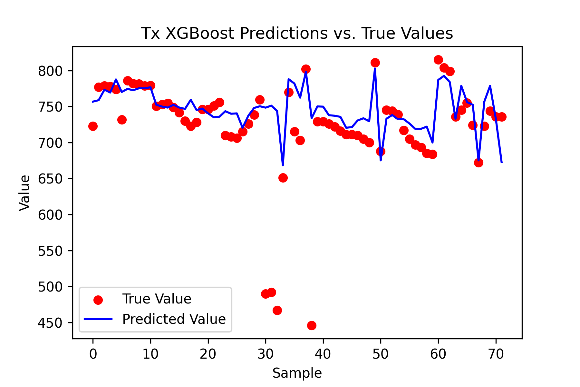 Tx XGBoost Predictions vs. True Values
800
750
700
650
600
550
500
450
Value
True Value
Predicted Value
0 10 20 30 40 50 60 70
Sample